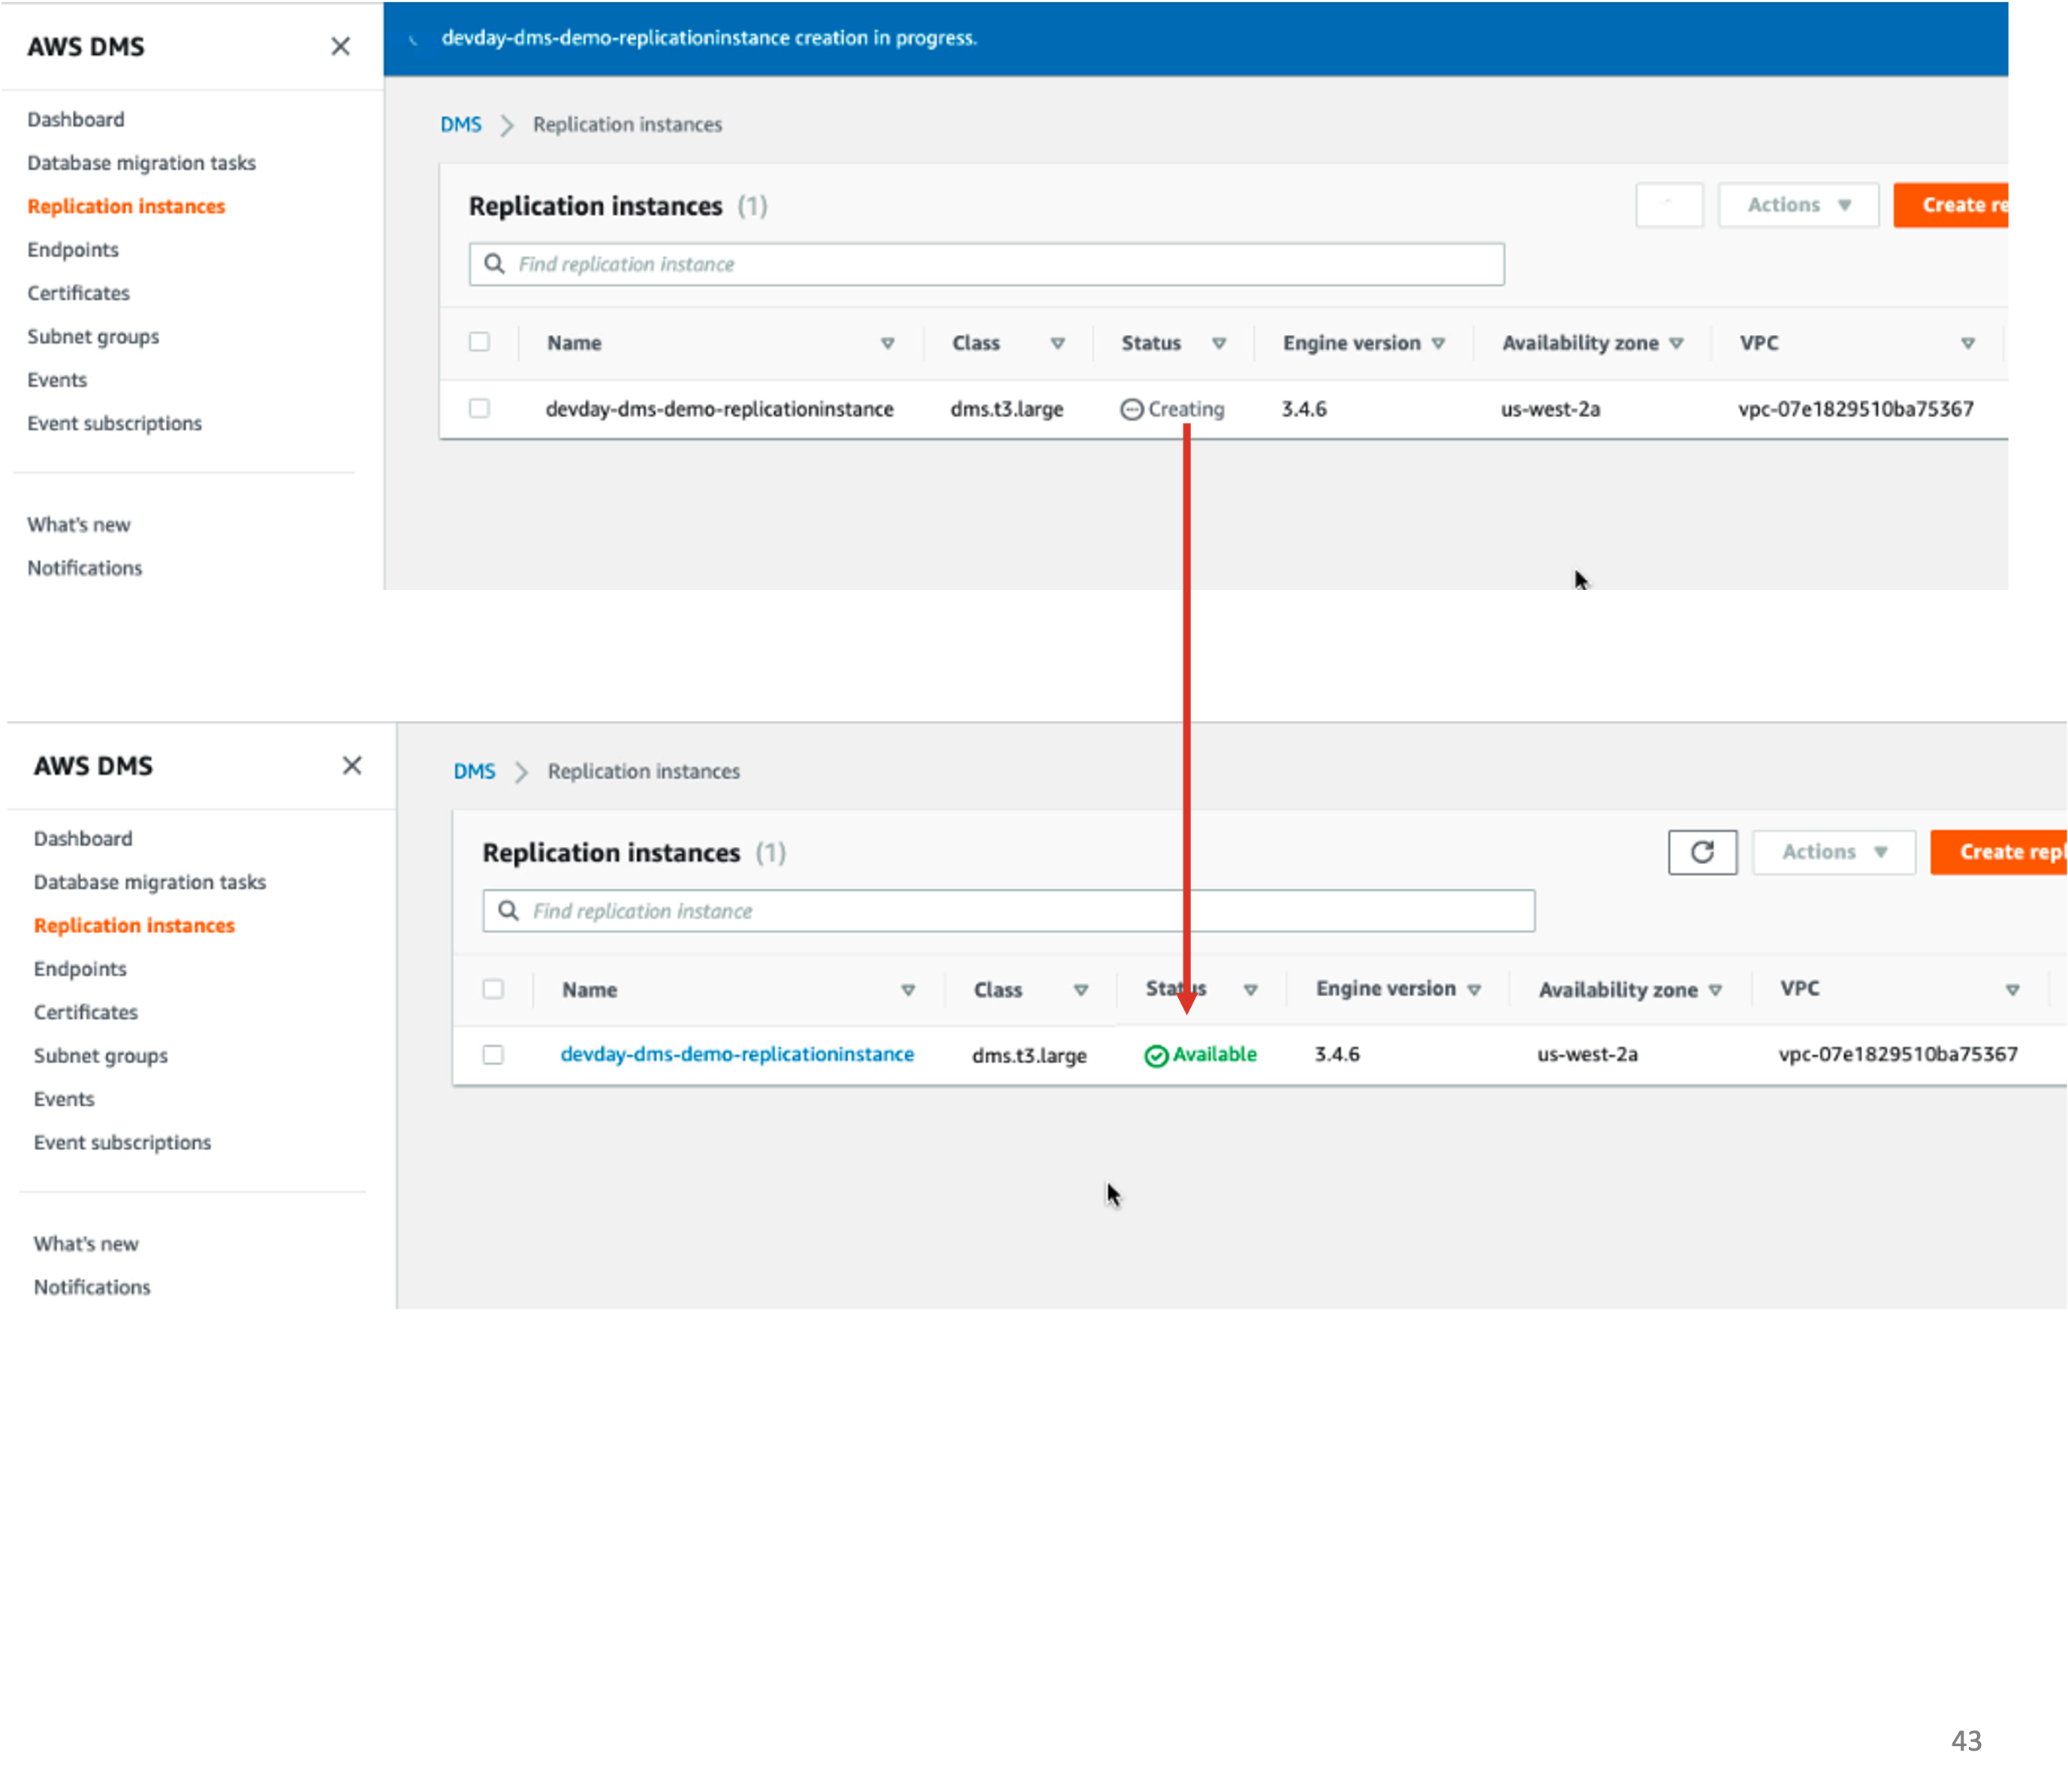 AWS DMS
devday-dms-demo-replicationinstance creation in progress.
Dashboard
Database migration tasks
Replication instances
Endpoints
Certificates
Subnet groups
Events
Event subscriptions
What's new
Notifications
DMS > Replication instances
Replication instances (1)
Actions
Create re
Find replication instance
Name Class Status Engine version Availability zone VPC
devday-dms-demo-replicationinstance dms.t3.large Creating 3.4.6 us-west-2a vpc-07e1829510ba75367
AWS DMS
Dashboard
Database migration tasks
Replication instances
Endpoints
Certificates
Subnet groups
Events
Event subscriptions
What's new
Notifications
DMS > Replication instances
Replication instances (1)
Actions
Create repl
Find replication instance
Name Class Status Engine version Availability zone VPC
devday-dms-demo-replicationinstance dms.t3.large Available 3.4.6 us-west-2a vpc-07e1829510ba75367
43